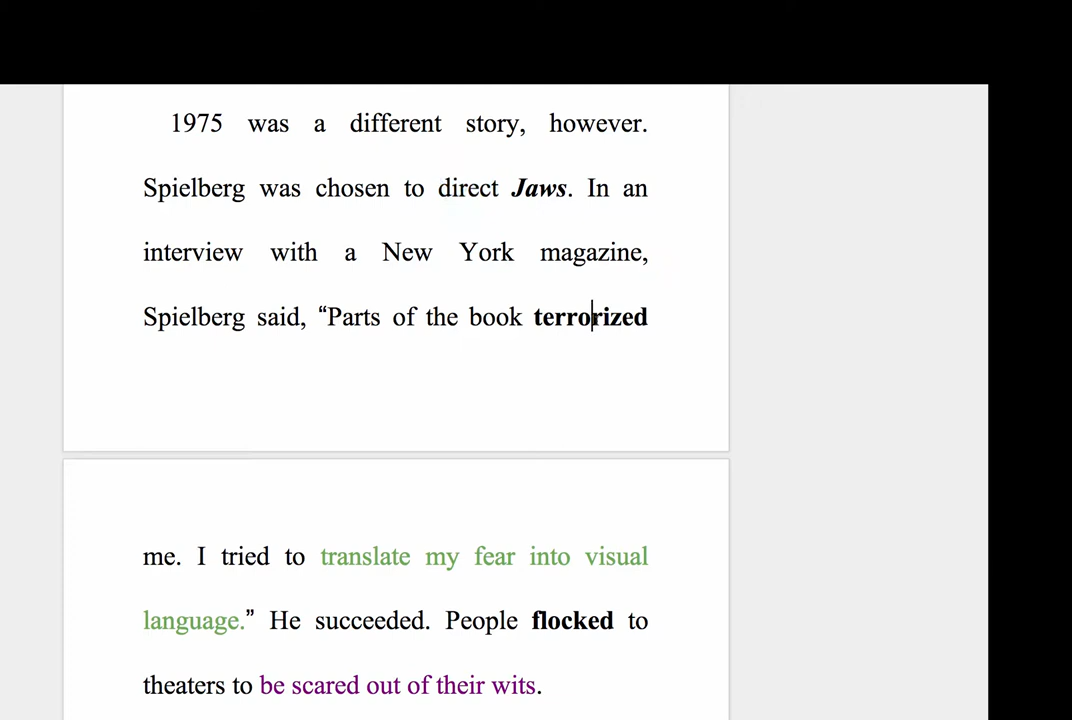 1975 was a different story, however.
Spielberg was chosen to direct Jaws. In an
interview with a New York magazine,
Spielberg said, “Parts of the book terrorized
me. I tried to translate my fear into visual
language.” He succeeded. People flocked to
theaters to be scared out of their wits.